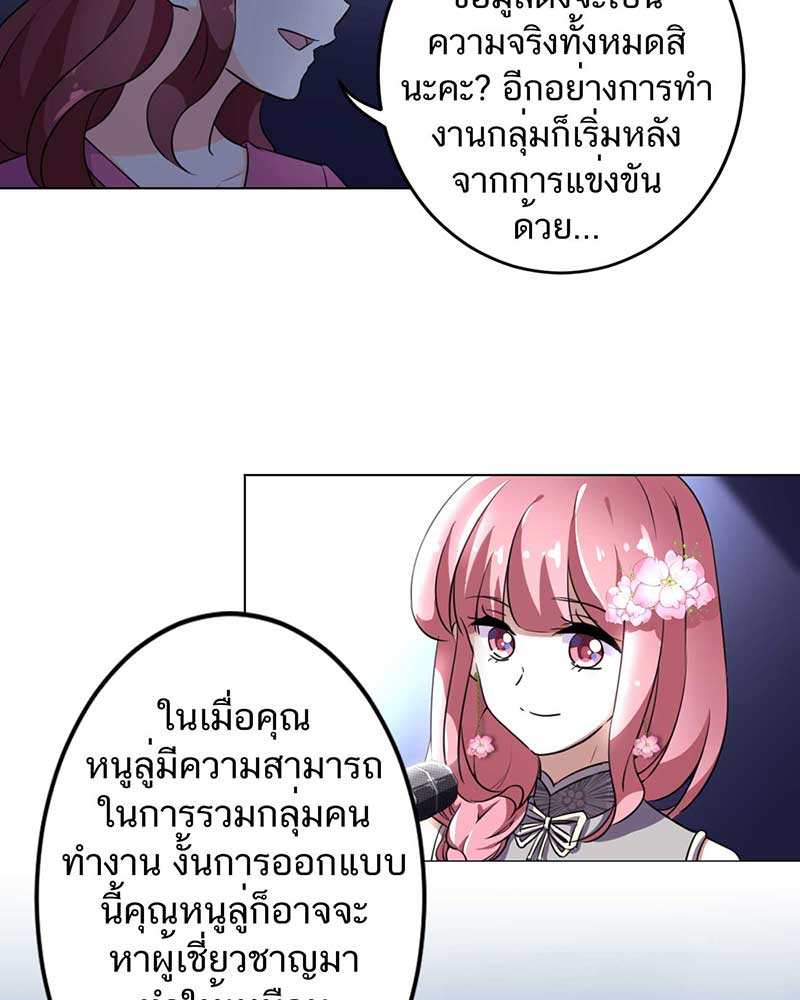 ความจริงทั้งหมดสิ
นะคะ? อีกอย่างการทำ
งานกลุ่มก็เริ่มหลัง
จากการแข่งขัน
ด้วย...
ในเมื่อคุณ
หนูลู่มีความสามารถ
ในการรวมกลุ่มคน
ทำงาน งั้นการออกแบบ
นี้คุณหนูลู่ก็อาจจะ
หาผู้เชี่ยวชาญมา